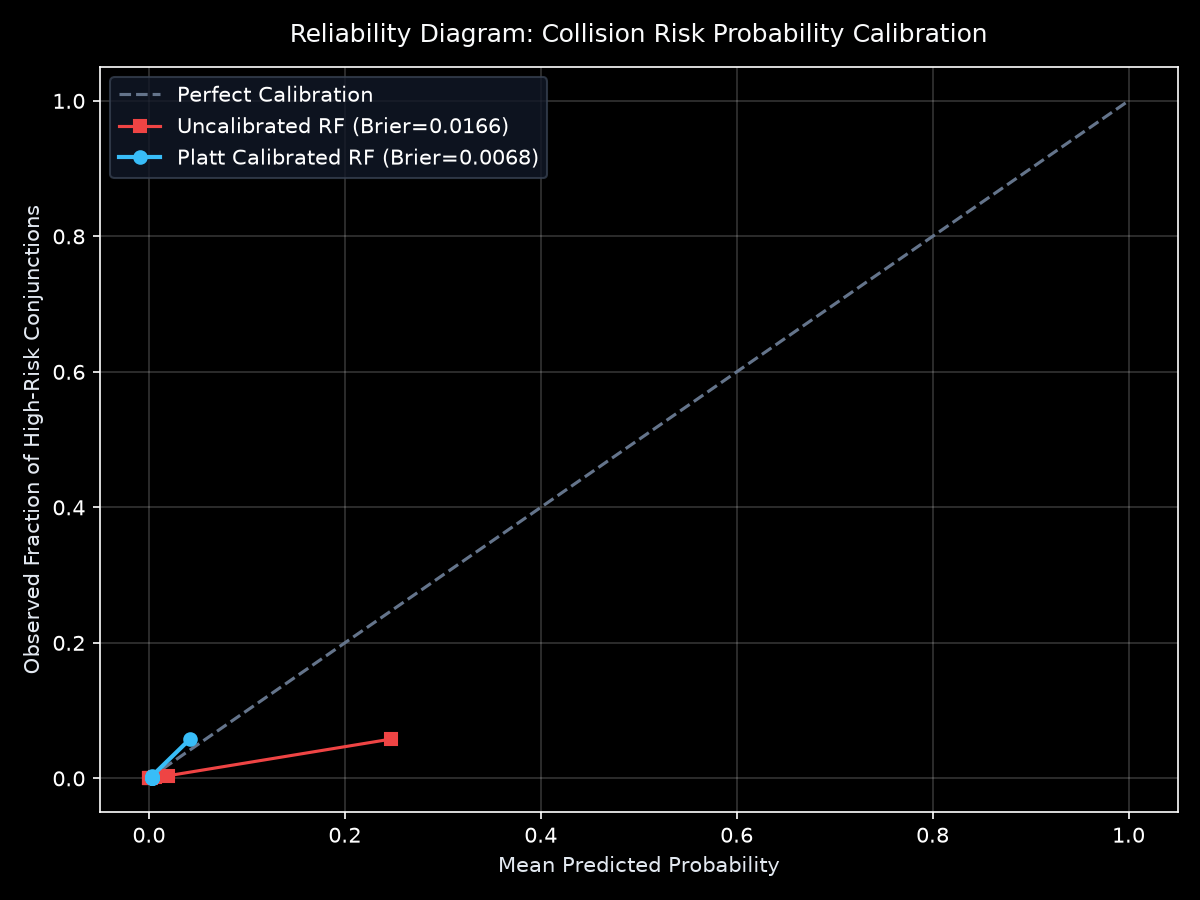 Reliability Diagram: Collision Risk Probability Calibration
Perfect Calibration
Uncalibrated RF (Brier=0.0166)
Platt Calibrated RF (Brier=0.0068)
Observed Fraction of High-Risk Conjunctions
1.0
0.8
0.6
0.4
0.2
0.0
0.0 0.2 0.4 0.6 0.8 1.0
Mean Predicted Probability